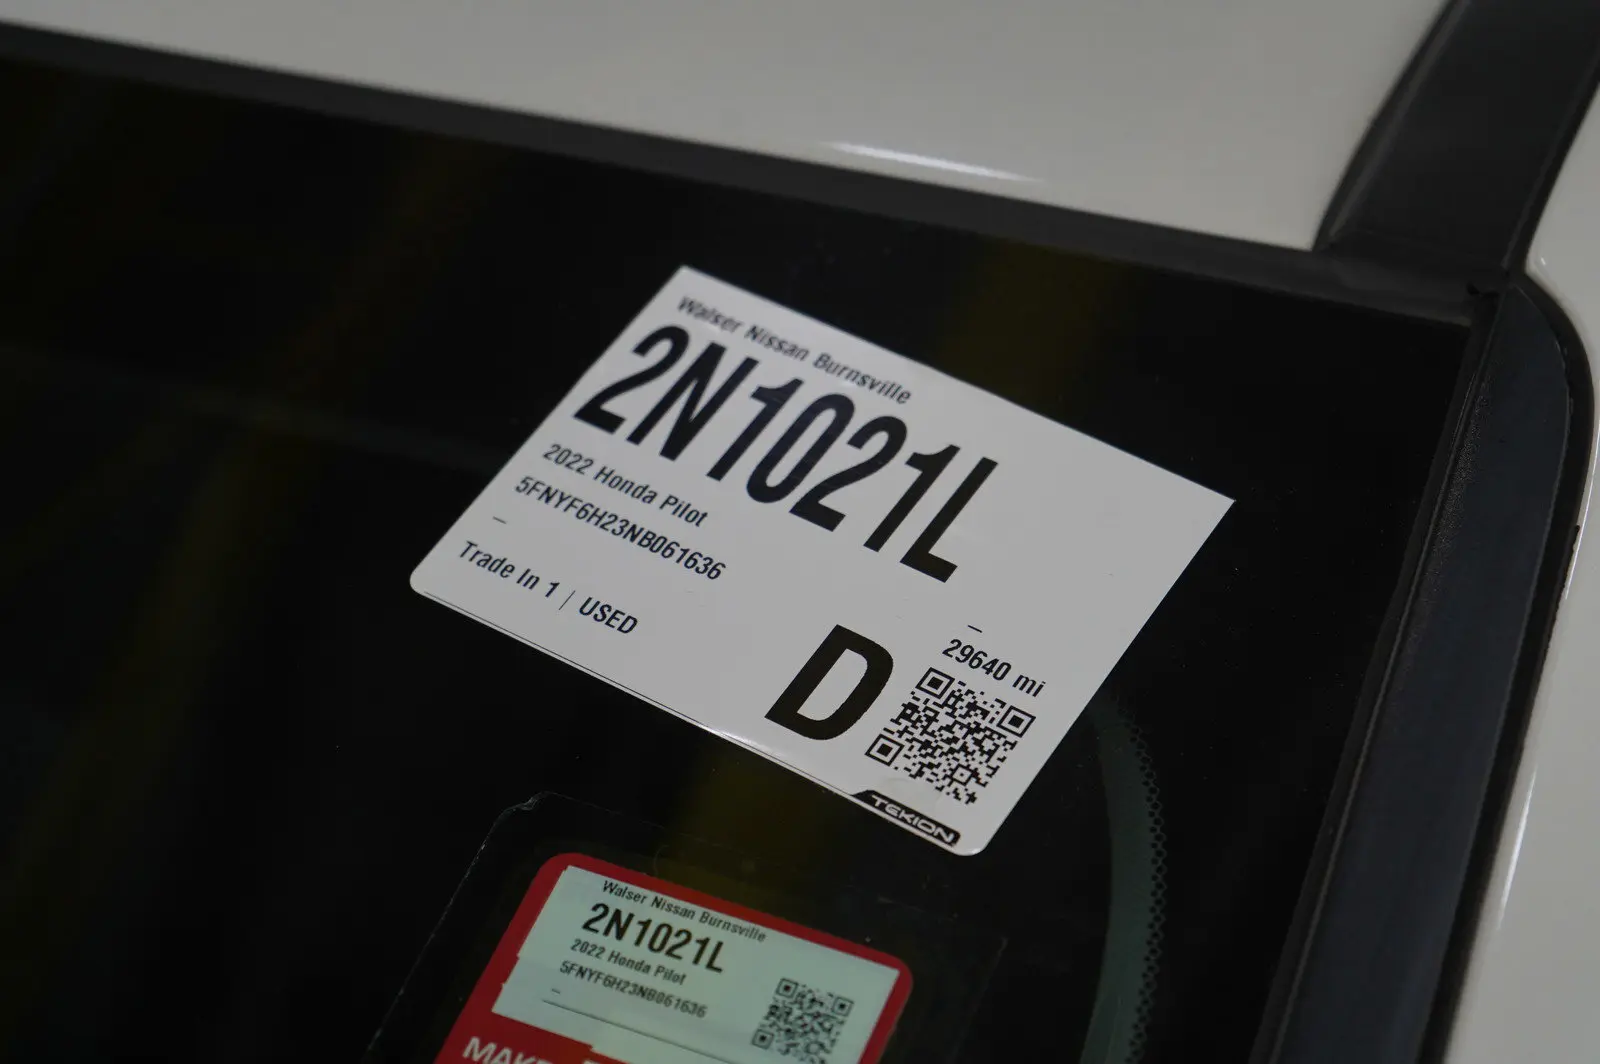 Walser Nissan Burnsville
2N1021L
2022 Honda Pilot
5FNYF6H23NB061636
–
Trade In 1 / USED
D
–
29640 mi
TEKION
Walser Nissan Burnsville
2N1021L
2022 Honda Pilot
5FNYF6H23NB061636
–